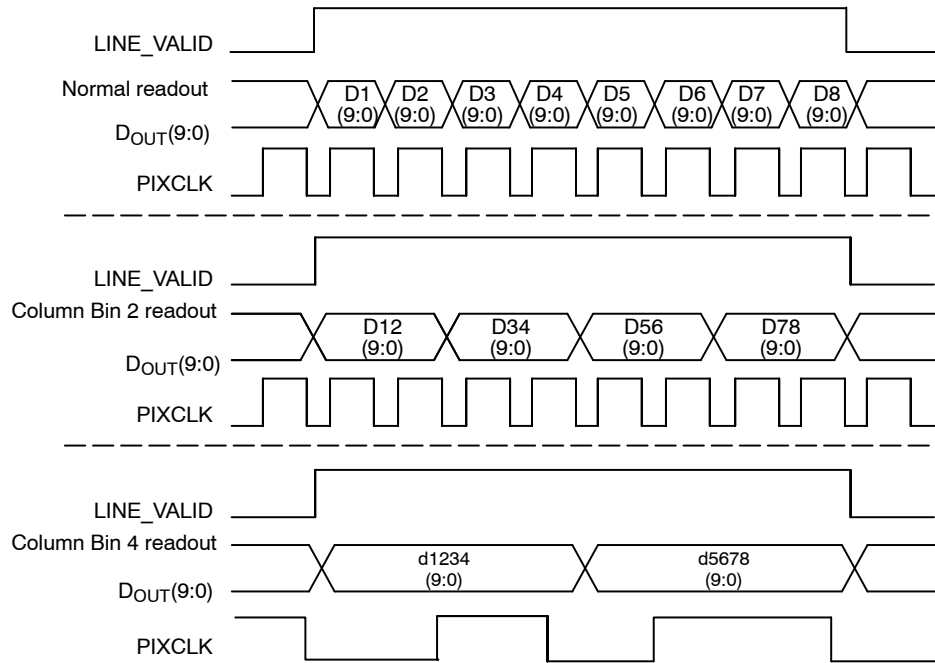 LINE_VALID
Normal readout
D1 D2 D3 D4 D5 D6 D7 D8
(9:0) (9:0) (9:0) (9:0) (9:0) (9:0) (9:0) (9:0)
DOUT(9:0)
PIXCLK
LINE_VALID
Column Bin 2 readout
D12 D34 D56 D78
(9:0) (9:0) (9:0) (9:0)
DOUT(9:0)
PIXCLK
LINE_VALID
Column Bin 4 readout
d1234 d5678
(9:0) (9:0)
DOUT(9:0)
PIXCLK